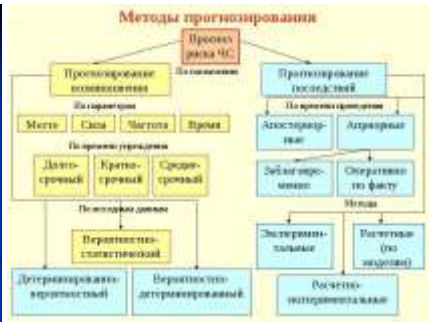 Методы прогнозирования
Прогноз
риска ЧС
По назначению
Прогнозирование
возникновения
Прогнозирование
последствий
По параметрам
По времени проведения
Место
Сила
Частота
Время
Апостериор-
ные
Априорные
По времени упреждения
Долго-
срочный
Кратко-
срочный
Средне-
срочный
Заблаговре-
менно
Оперативно
по факту
По исходным данным
Методы
Вероятностно-
статистический
Эксперимен-
тальные
Расчетные
(по
моделям)
Детерминированно-
вероятностный
Вероятностно-
детерминированный
Расчетно-
экспериментальные